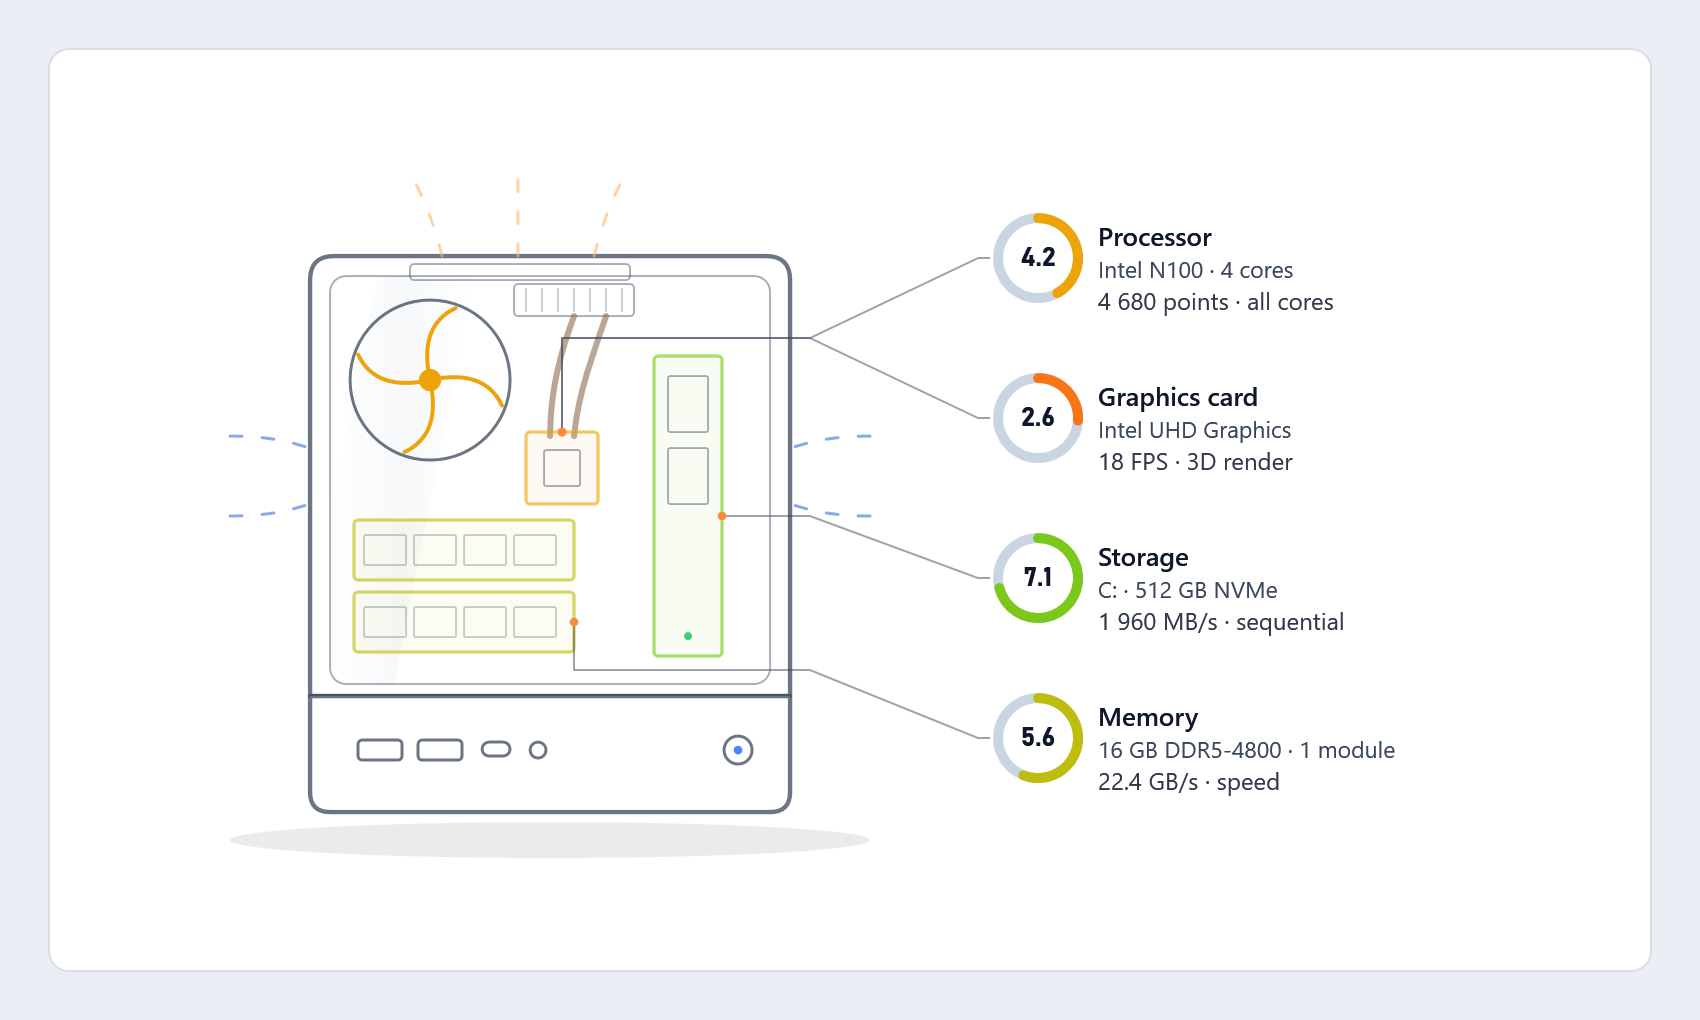 4.2
Processor
Intel N100 · 4 cores
4 680 points · all cores
2.6
Graphics card
Intel UHD Graphics
18 FPS · 3D render
7.1
Storage
C: · 512 GB NVMe
1 960 MB/s · sequential
5.6
Memory
16 GB DDR5-4800 · 1 module
22.4 GB/s · speed